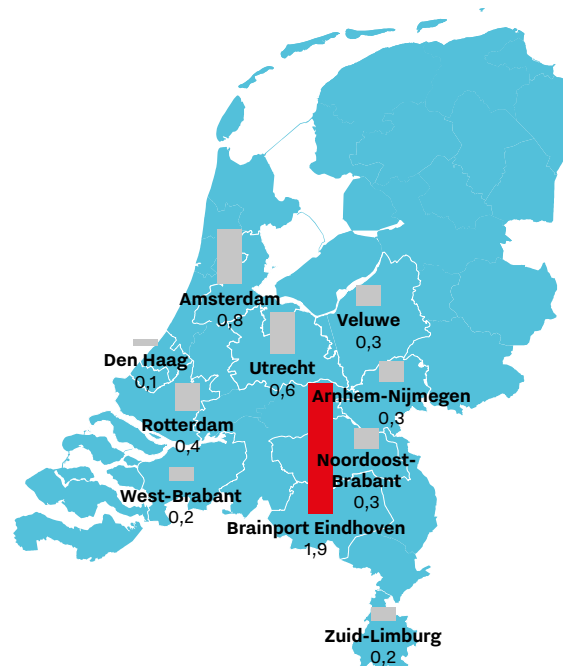 Amsterdam
0,8
Veluwe
0,3
Den Haag
0,1
Utrecht
0,6
Arnhem-Nijmegen
0,3
Rotterdam
0,4
Noordoost-
Brabant
0,3
West-Brabant
0,2
Brainport Eindhoven
1,9
Zuid-Limburg
0,2